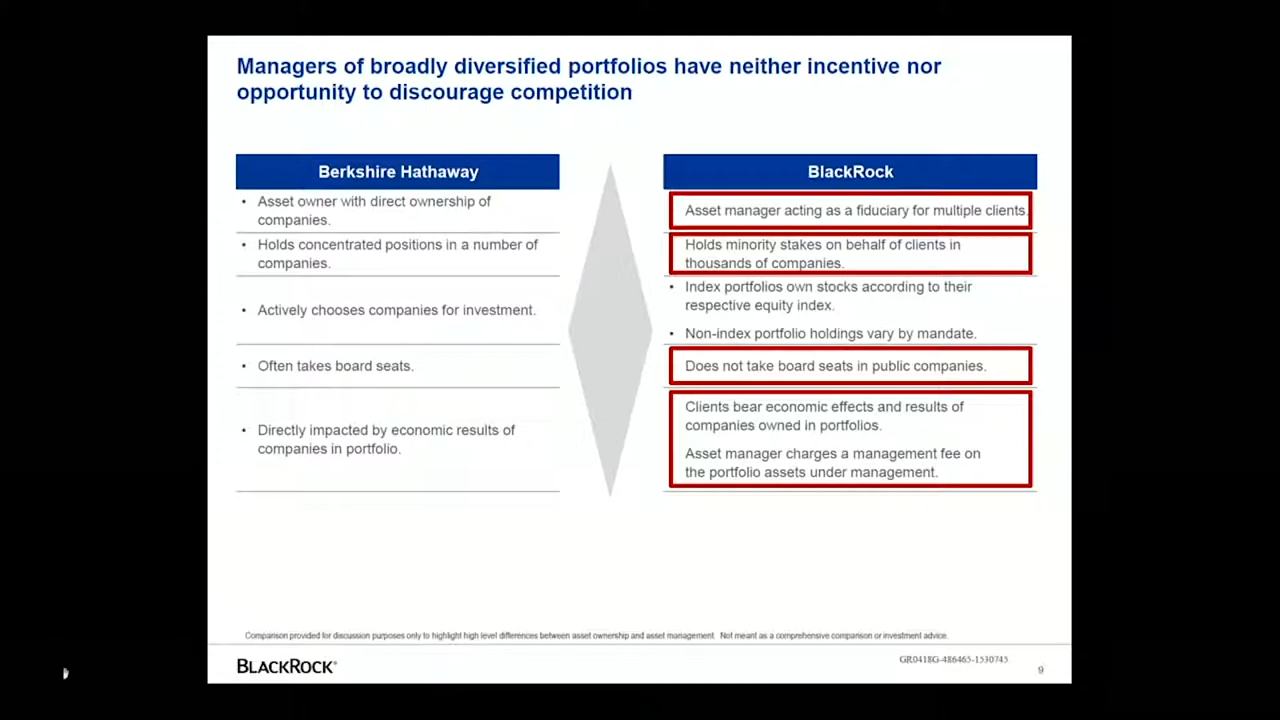 Managers of broadly diversified portfolios have neither incentive nor
opportunity to discourage competition
Berkshire Hathaway
• Asset owner with direct ownership of
companies.
• Holds concentrated positions in a number of
companies.
• Actively chooses companies for investment.
• Often takes board seats.
• Directly impacted by economic results of
companies in portfolio.
BlackRock
Asset manager acting as a fiduciary for multiple clients.
Holds minority stakes on behalf of clients in
thousands of companies.
• Index portfolios own stocks according to their
respective equity index.
• Non-index portfolio holdings vary by mandate.
Does not take board seats in public companies.
Clients bear economic effects and results of
companies owned in portfolios.
Asset manager charges a management fee on
the portfolio assets under management.
Comparison provided for discussion purposes only to highlight high level differences between asset ownership and asset management. Not meant as a comprehensive comparison or investment advice.
BLACKROCK®
GR0418G-486465-1530745
9